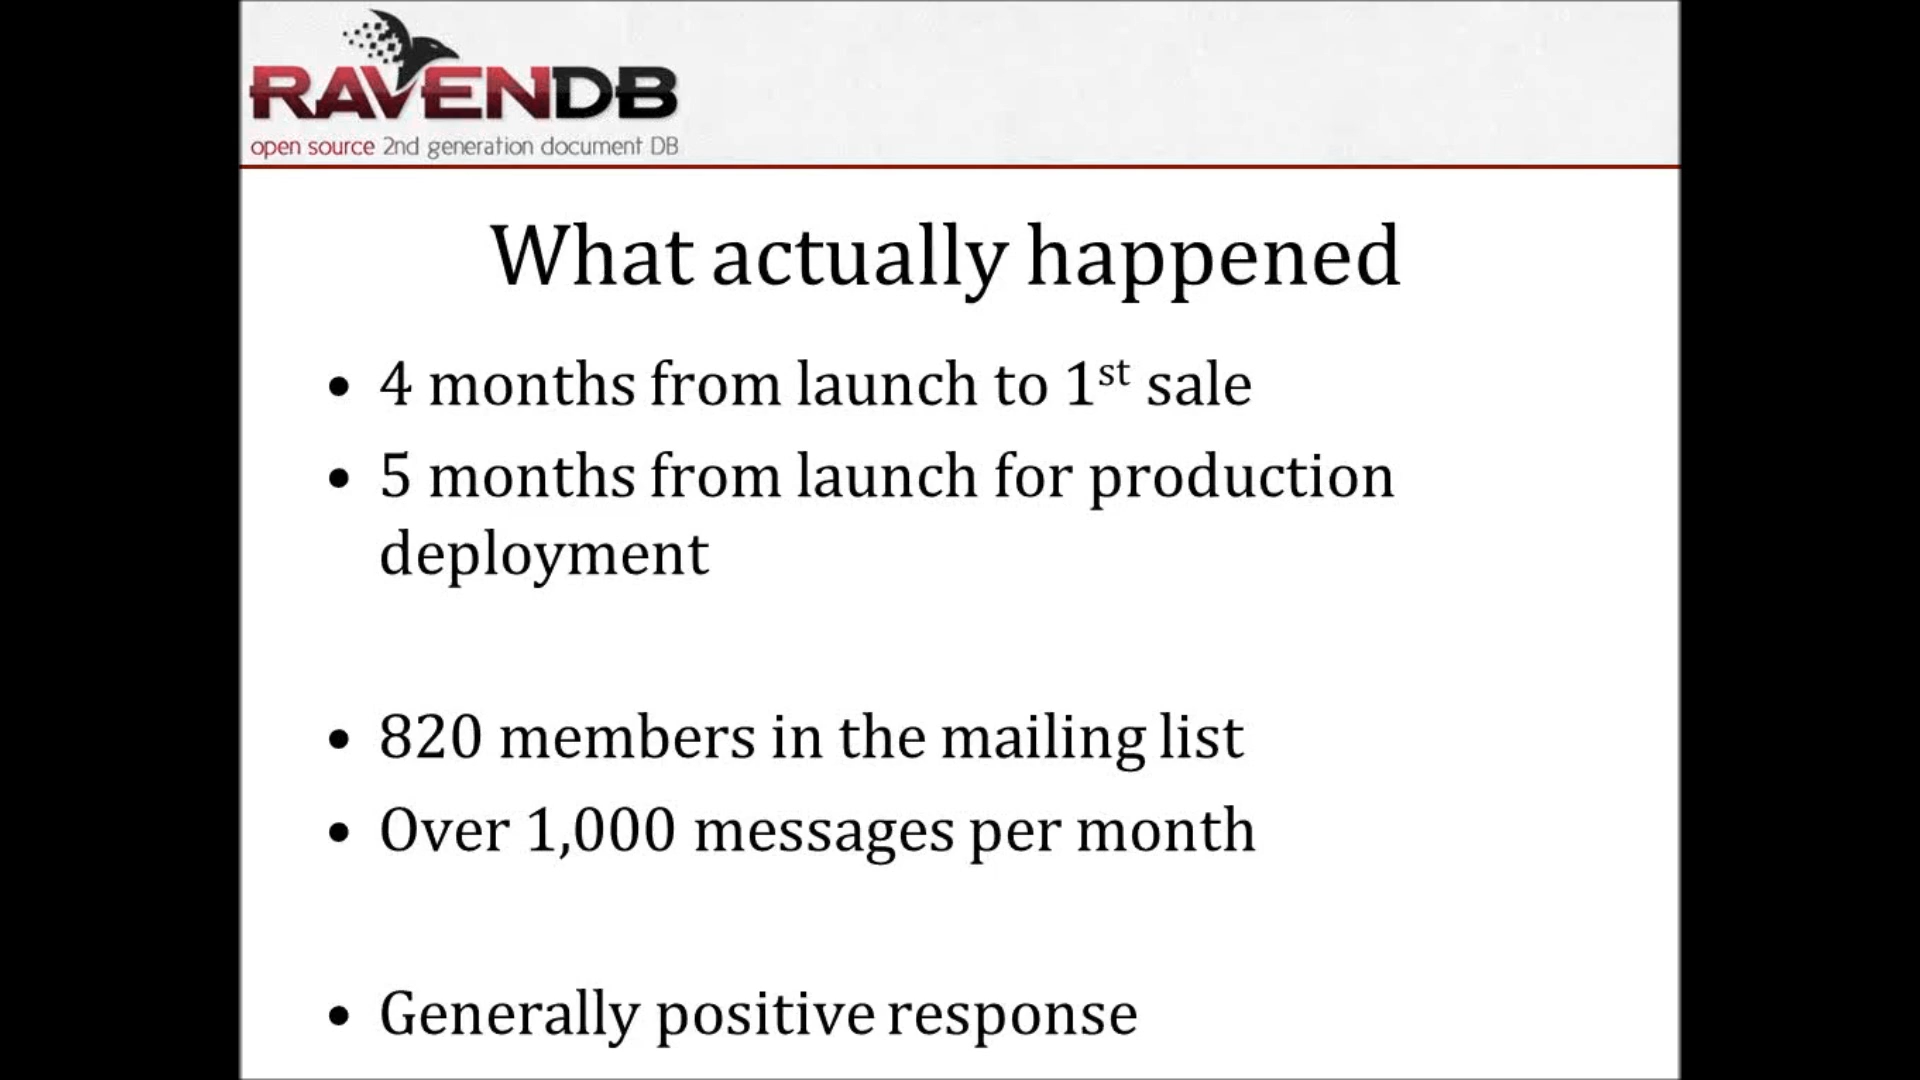 RAVENDB
open source 2nd generation document DB
What actually happened
• 4 months from launch to 1st sale
• 5 months from launch for production
deployment
• 820 members in the mailing list
• Over 1,000 messages per month
• Generally positive response